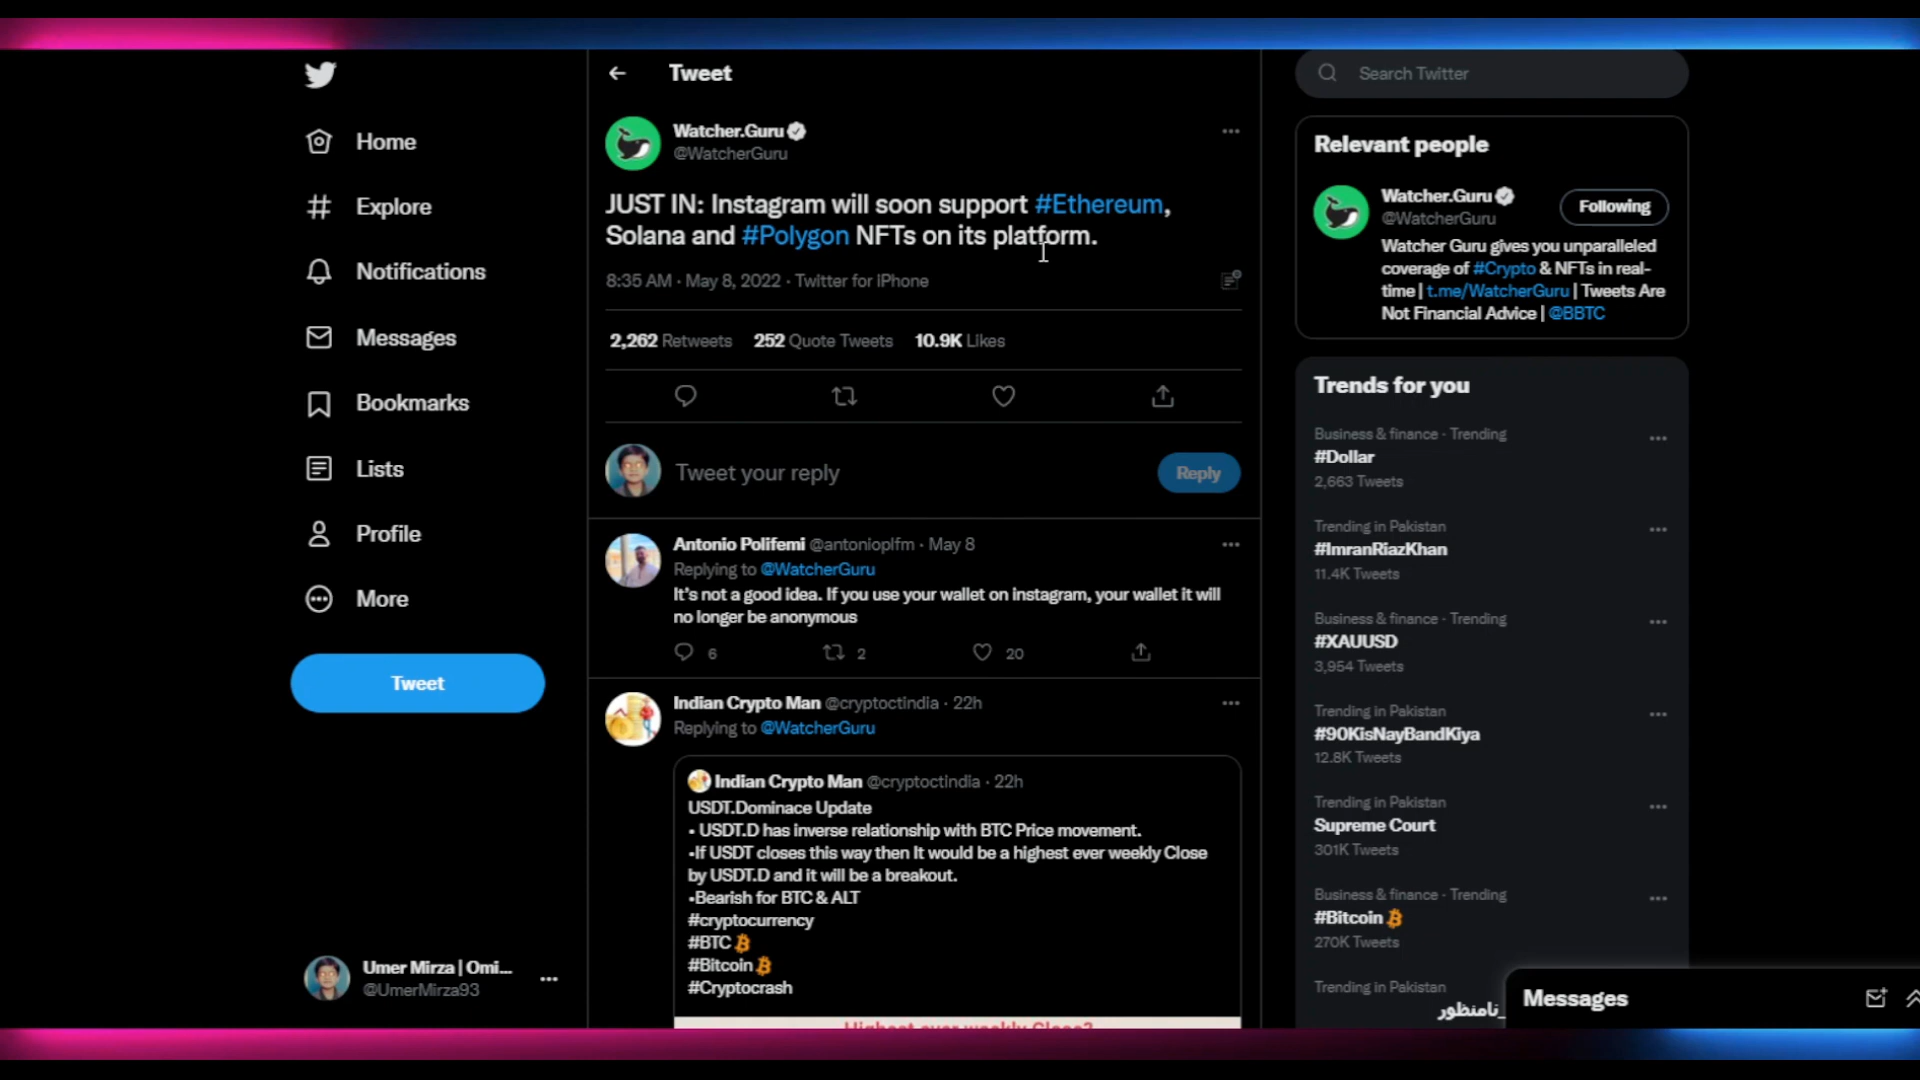 Tweet
Search Twitter
Home
Explore
Notifications
Messages
Bookmarks
Lists
Profile
More
Tweet
Umer Mirza | Omi...
@UmerMirza93
Watcher.Guru
@WatcherGuru
JUST IN: Instagram will soon support #Ethereum,
Solana and #Polygon NFTs on its platform.
8:35 AM · May 8, 2022 · Twitter for iPhone
2,262 Retweets 252 Quote Tweets 10.9K Likes
Tweet your reply
Reply
Antonio Polifemi @antonioplfm · May 8
Replying to @WatcherGuru
It's not a good idea. If you use your wallet on instagram, your wallet it will
no longer be anonymous
6 2 20
Indian Crypto Man @cryptoctindia · 22h
Replying to @WatcherGuru
Indian Crypto Man @cryptoctindia · 22h
USDT.Dominace Update
• USDT.D has inverse relationship with BTC Price movement.
•If USDT closes this way then It would be a highest ever weekly Close
by USDT.D and it will be a breakout.
•Bearish for BTC & ALT
#cryptocurrency
#BTC
#Bitcoin
#Cryptocrash
Highest ever weekly Close?
Relevant people
Watcher.Guru
@WatcherGuru
Following
Watcher Guru gives you unparalleled
coverage of #Crypto & NFTs in real-
time | t.me/WatcherGuru | Tweets Are
Not Financial Advice | @BBTC
Trends for you
Business & finance · Trending
#Dollar
2,663 Tweets
Trending in Pakistan
#ImranRiazKhan
11.4K Tweets
Business & finance · Trending
#XAUUSD
3,954 Tweets
Trending in Pakistan
#90KisNayBandKiya
12.8K Tweets
Trending in Pakistan
Supreme Court
301K Tweets
Business & finance · Trending
#Bitcoin
270K Tweets
Trending in Pakistan
نامنظور_
Messages